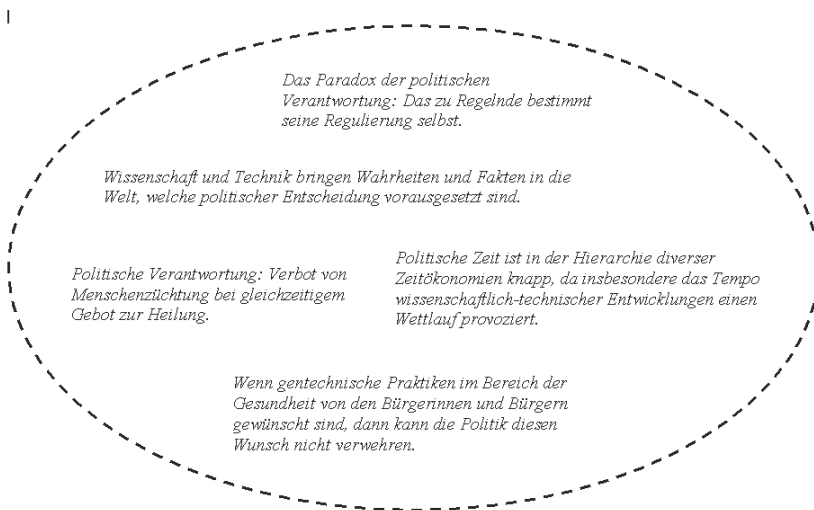 |
Das Paradox der politischen
Verantwortung: Das zu Regelnde bestimmt
seine Regulierung selbst.
Wissenschaft und Technik bringen Wahrheiten und Fakten in die
Welt, welche politischer Entscheidung vorausgesetzt sind.
Politische Verantwortung: Verbot von
Menschenzüchtung bei gleichzeitigem
Gebot zur Heilung.
Politische Zeit ist in der Hierarchie diverser
Zeitökonomien knapp, da insbesondere das Tempo
wissenschaftlich-technischer Entwicklungen einen
Wettlauf provoziert.
Wenn gentechnische Praktiken im Bereich der
Gesundheit von den Bürgerinnen und Bürgern
gewünscht sind, dann kann die Politik diesen
Wunsch nicht verwehren.